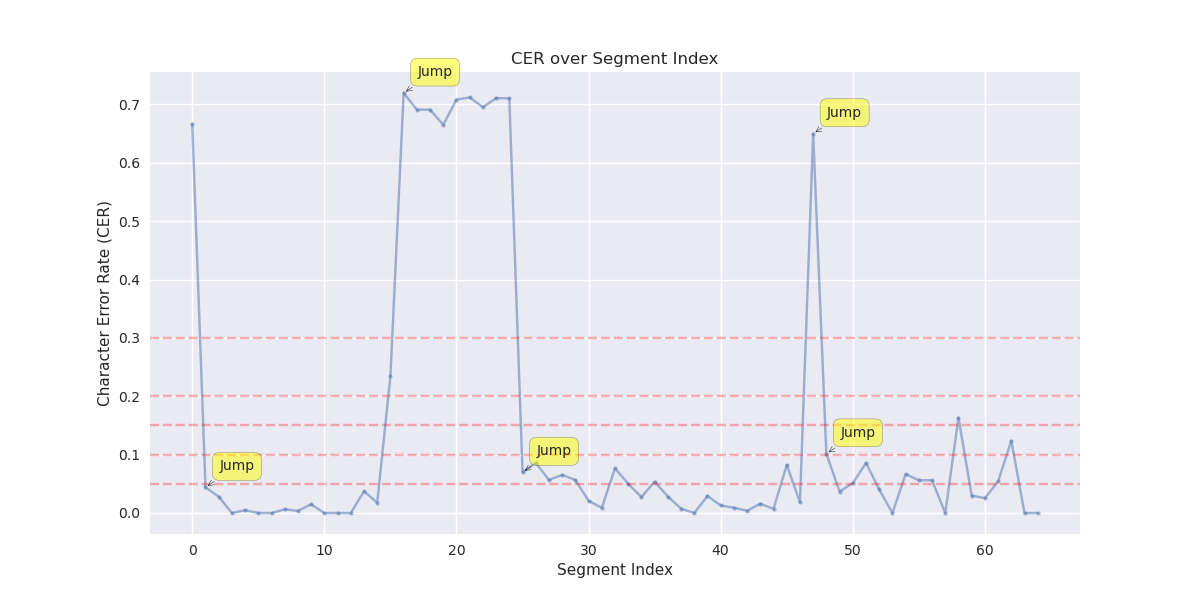 CER over Segment Index
Jump
Jump
Jump
Jump
Jump
Character Error Rate (CER)
0.7
0.6
0.5
0.4
0.3
0.2
0.1
0.0
0 10 20 30 40 50 60
Segment Index